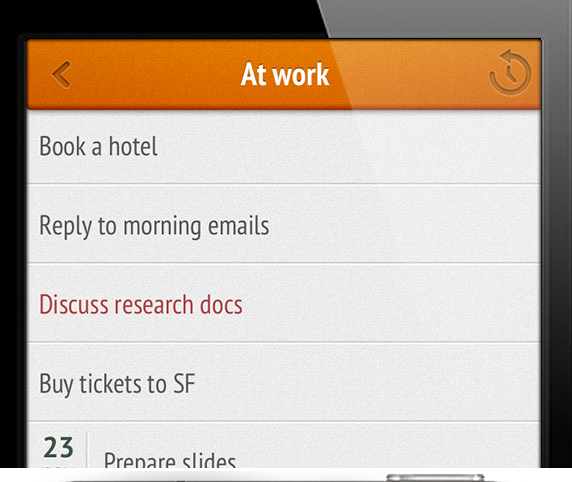 At work
Book a hotel
Reply to morning emails
Discuss research docs
Buy tickets to SF
23
Prepare slides